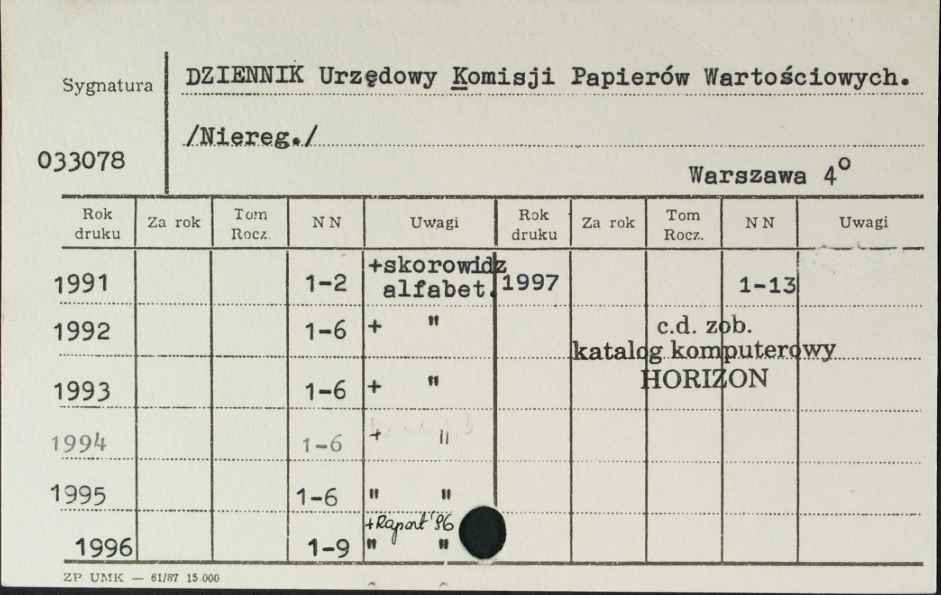 Sygnatura
DZIENNIK Urzędowy Komisji Papierów Wartościowych.
/Niereg./
033078
Warszawa 4°
Rok druku Za rok Tom Rocz. NN Uwagi Rok druku Za rok Tom Rocz. NN Uwagi
1991 1-2 +skorowidz alfabet. 1997 1-13
1992 1-6 + "
c.d. zob.
katalog komputerowy
HORIZON
1993 1-6 + "
1994 1-6 + "
1995 1-6 " "
+Raport '96
1996 1-9 " "
ZP UMK — 61/87 15.000